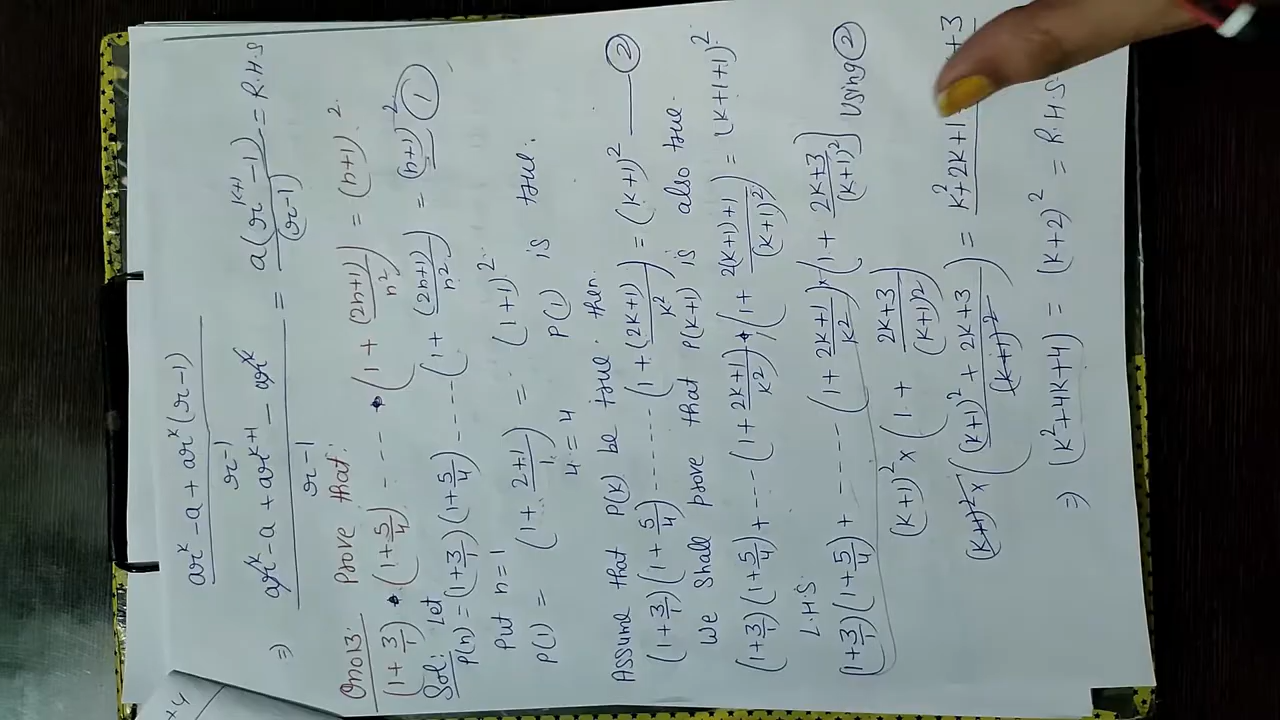 ar^k - a + ar^k (r-1)
r-1
⇒ ar^k - a + ar^(k+1) - ar^k / r-1 = a(r^(k+1) - 1) / (r-1) = R.H.S
Qno13. Prove that:
(1 + 3/1) • (1 + 5/4) - - - - • (1 + (2n+1)/n²) = (n+1)².
Sol: Let
P(n) = (1 + 3/1)(1 + 5/4) - - - - (1 + (2n+1)/n²) = (n+1)² ①
Put n = 1
P(1) = (1 + 2+1/1) = (1+1)².
4 = 4 P(1) is true.
Assume that P(k) be true. then.
(1 + 3/1)(1 + 5/4) - - - - - - (1 + (2k+1)/k²) = (k+1)² —— ②
We shall prove that P(k+1) is also true.
(1 + 3/1)(1 + 5/4) + - - - (1 + 2k+1/k²) • (1 + 2(k+1)+1/(k+1)²) = (k+1+1)².
L.H.S.
(1 + 3/1)(1 + 5/4) + - - - - (1 + 2k+1/k²) × (1 + 2k+3/(k+1)²] Using ②
(k+1)² × (1 + 2k+3/(k+1)²)
(k+1)² × ((k+1)² + 2k+3/(k+1)²) = k²+2k+1 +3
⇒ (k²+4k+4) = (k+2)² = R.H.S